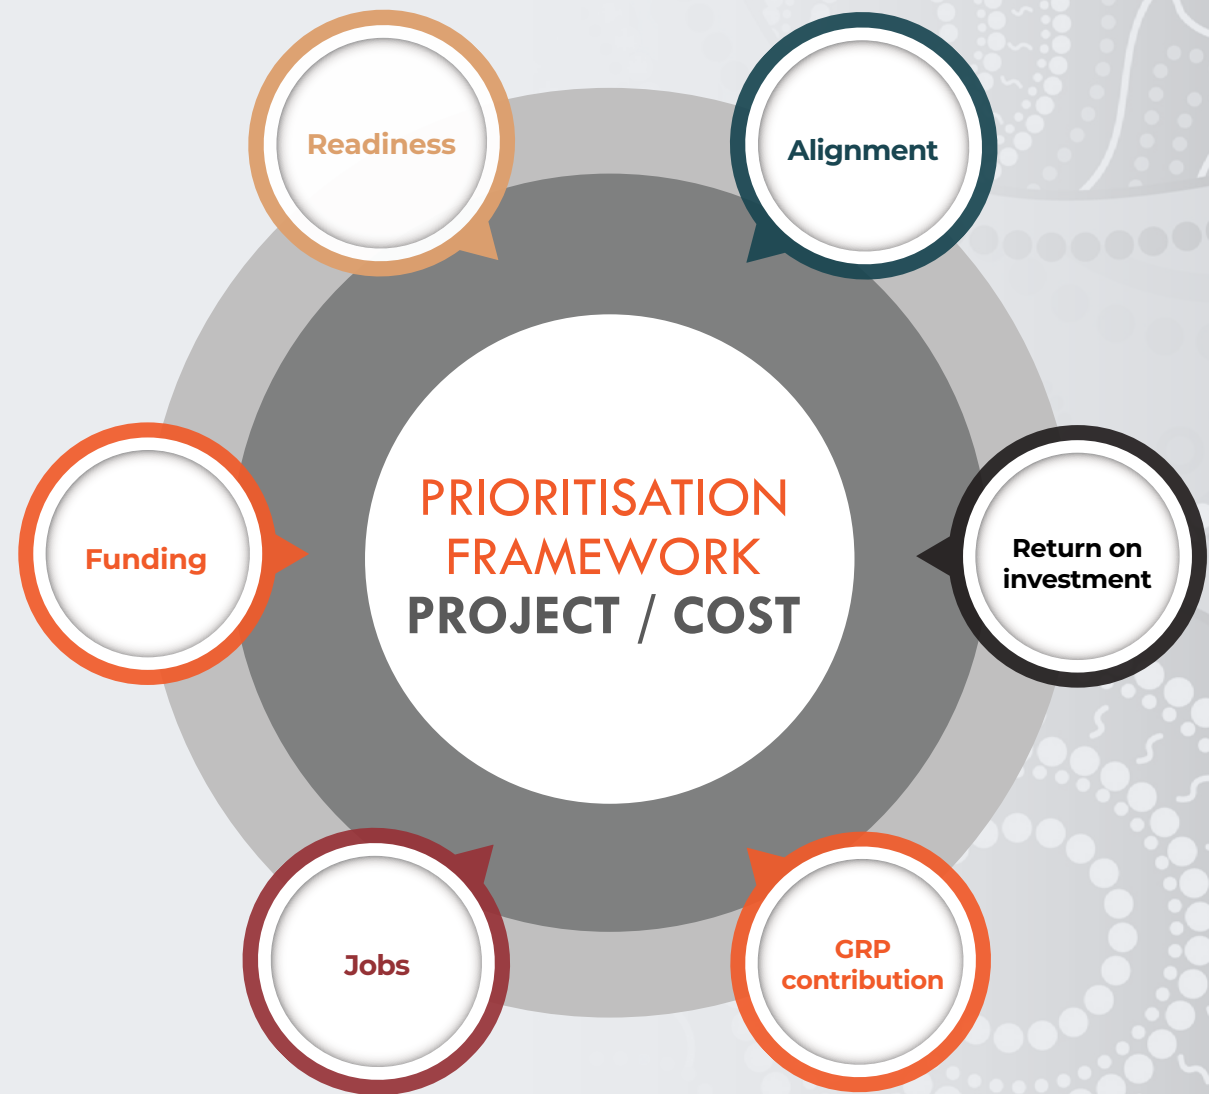 Readiness
Alignment
PRIORITISATION
FRAMEWORK
PROJECT / COST
Funding
Return on
investment
Jobs
GRP
contribution